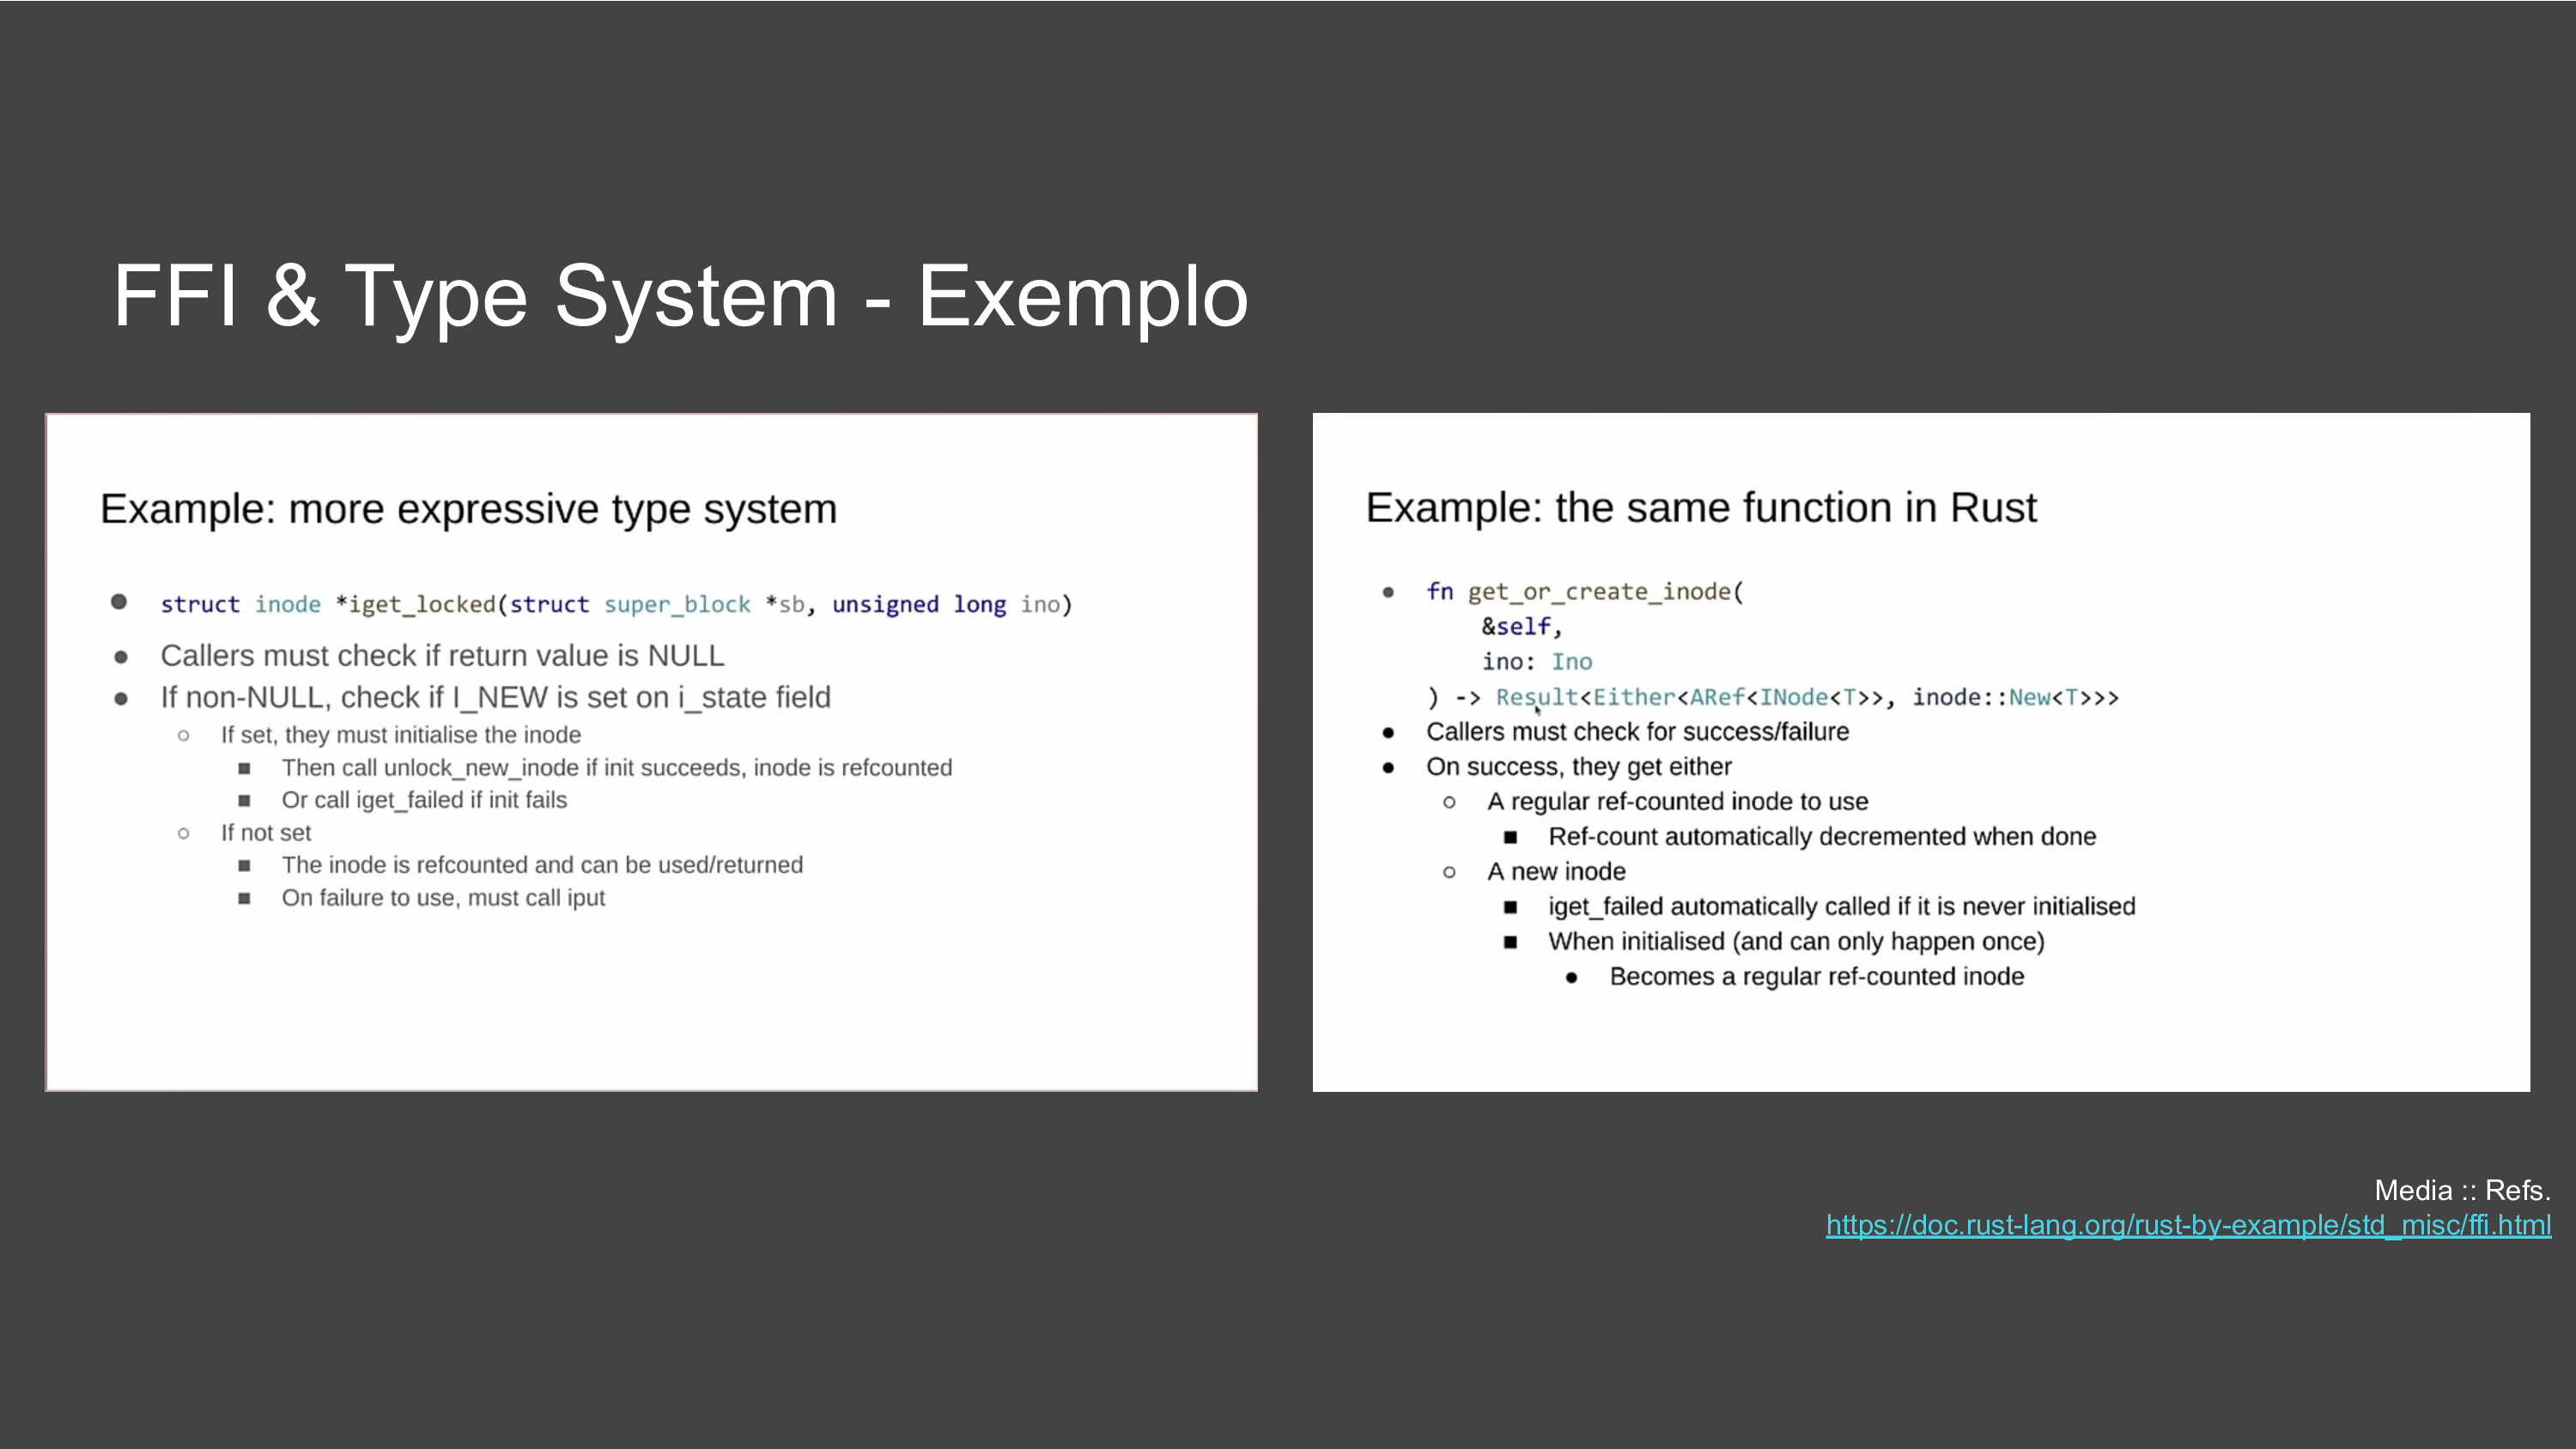 FFI & Type System - Exemplo
Example: more expressive type system
● struct inode *iget_locked(struct super_block *sb, unsigned long ino)
● Callers must check if return value is NULL
● If non-NULL, check if I_NEW is set on i_state field
○ If set, they must initialise the inode
■ Then call unlock_new_inode if init succeeds, inode is refcounted
■ Or call iget_failed if init fails
○ If not set
■ The inode is refcounted and can be used/returned
■ On failure to use, must call iput
Example: the same function in Rust
● fn get_or_create_inode(
&self,
ino: Ino
) -> Result<Either<ARef<INode<T>>, inode::New<T>>>
● Callers must check for success/failure
● On success, they get either
○ A regular ref-counted inode to use
■ Ref-count automatically decremented when done
○ A new inode
■ iget_failed automatically called if it is never initialised
■ When initialised (and can only happen once)
● Becomes a regular ref-counted inode
Media :: Refs.
https://doc.rust-lang.org/rust-by-example/std_misc/ffi.html